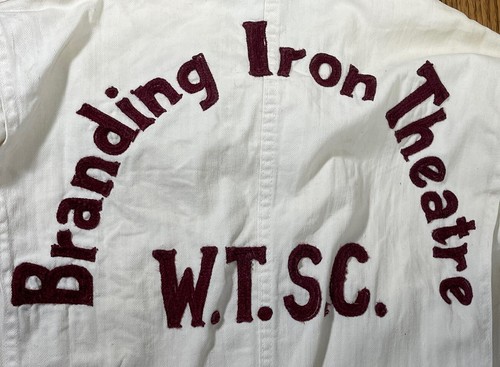 Branding Iron Theatre
W.T.S.C.